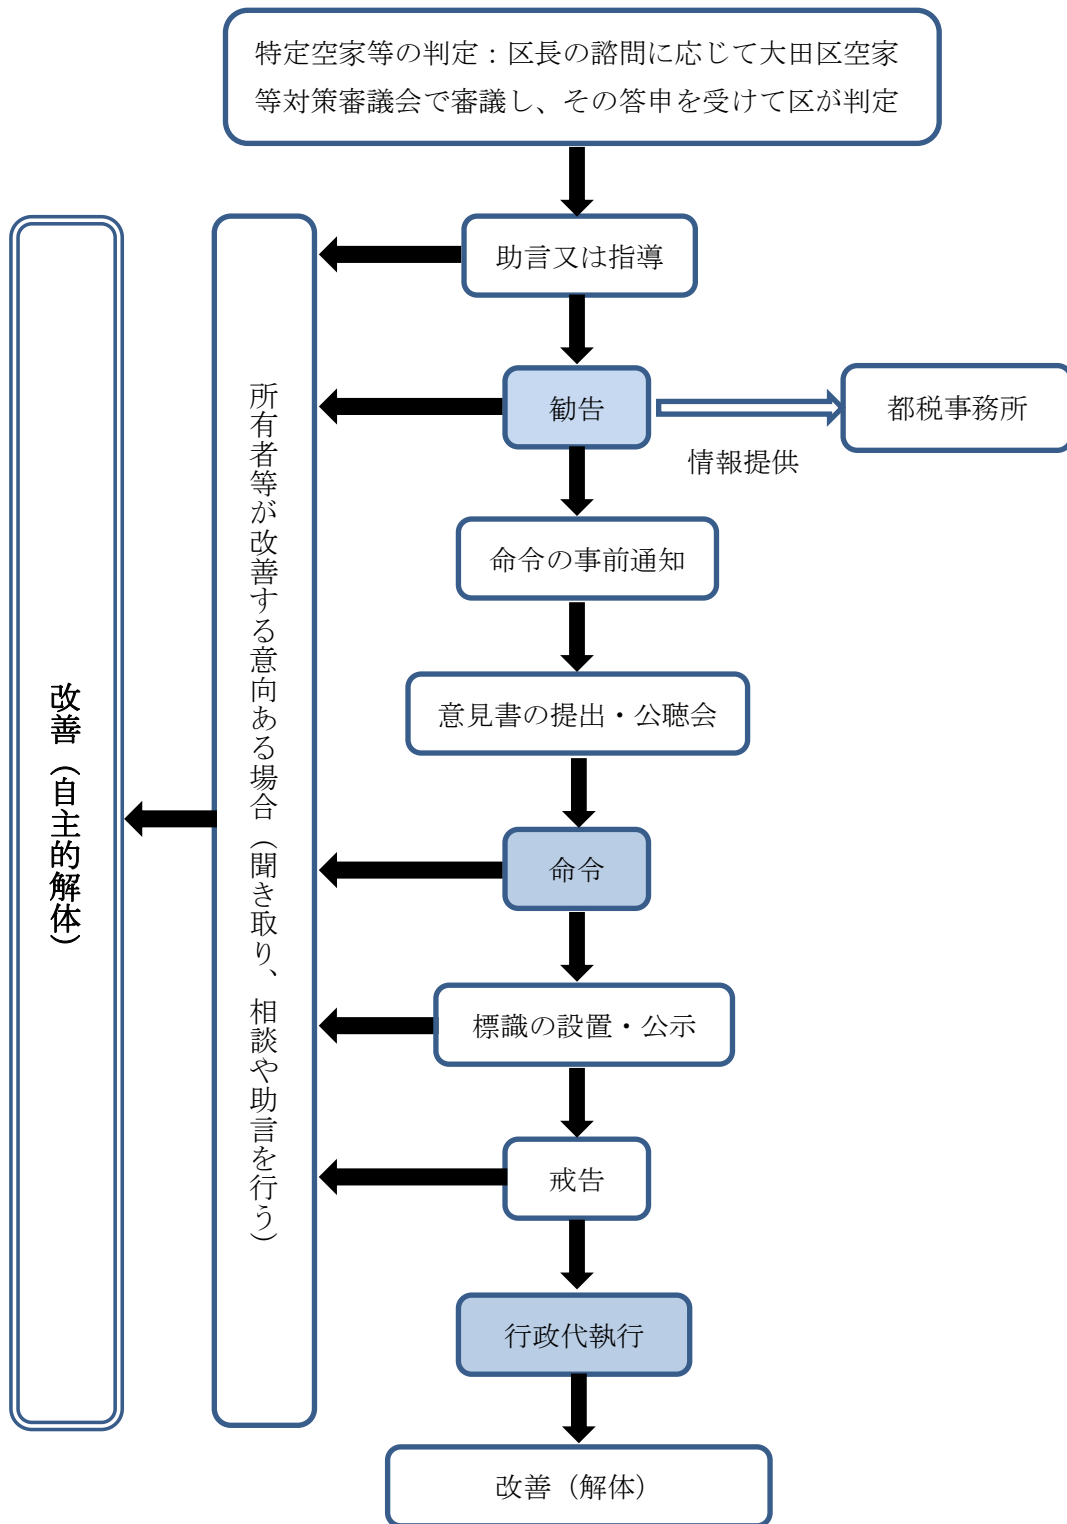 特定空家等の判定：区長の諮問に応じて大田区空家
等対策審議会で審議し、その答申を受けて区が判定
助言又は指導
勧告
都税事務所
情報提供
命令の事前通知
意見書の提出・公聴会
命令
標識の設置・公示
戒告
行政代執行
改善（解体）
所有者等が改善する意向ある場合（聞き取り、相談や助言を行う）
改善（自主的解体）